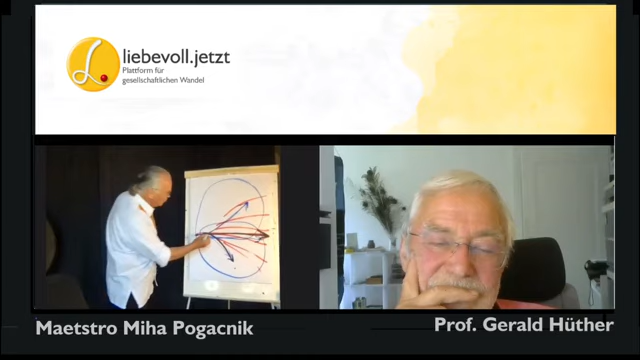 L.
liebevoll.jetzt
Plattform für
gesellschaftlichen Wandel
Maetstro Miha Pogacnik
Prof. Gerald Hüther